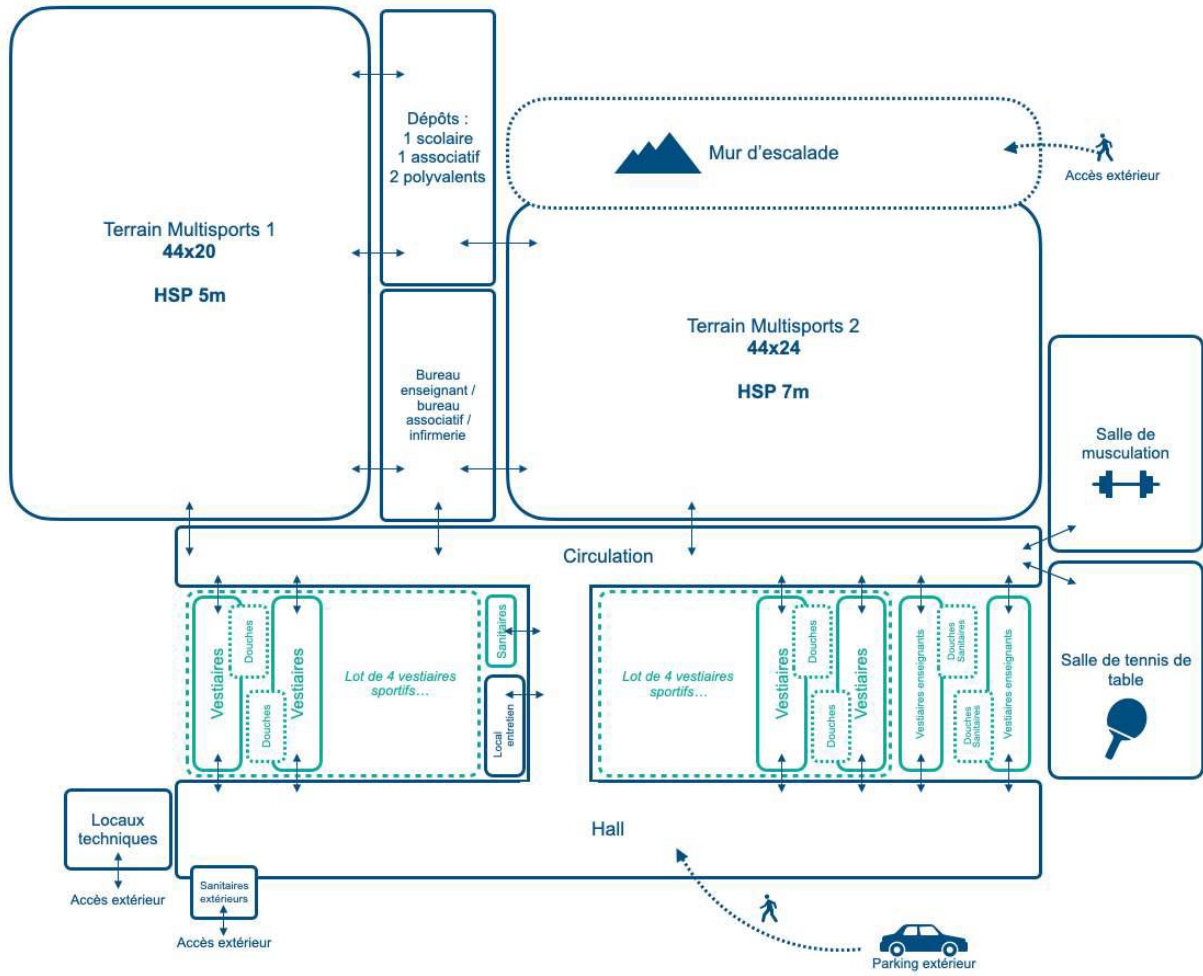 Dépôts :
1 scolaire
1 associatif
2 polyvalents
Mur d'escalade
Accès extérieur
Terrain Multisports 1
44x20
HSP 5m
Terrain Multisports 2
44x24
HSP 7m
Bureau
enseignant /
bureau
associatif /
infirmerie
Salle de
musculation
Circulation
Vestiaires
Douches
Douches
Vestiaires
Lot de 4 vestiaires
sportifs…
Sanitaires
Local
entretien
Lot de 4 vestiaires
sportifs…
Vestiaires
Douches
Douches
Vestiaires
Vestiaires enseignants
Douches
Sanitaires
Douches
Sanitaires
Vestiaires enseignants
Salle de tennis de
table
Locaux
techniques
Hall
Accès extérieur
Sanitaires
extérieurs
Accès extérieur
Parking extérieur